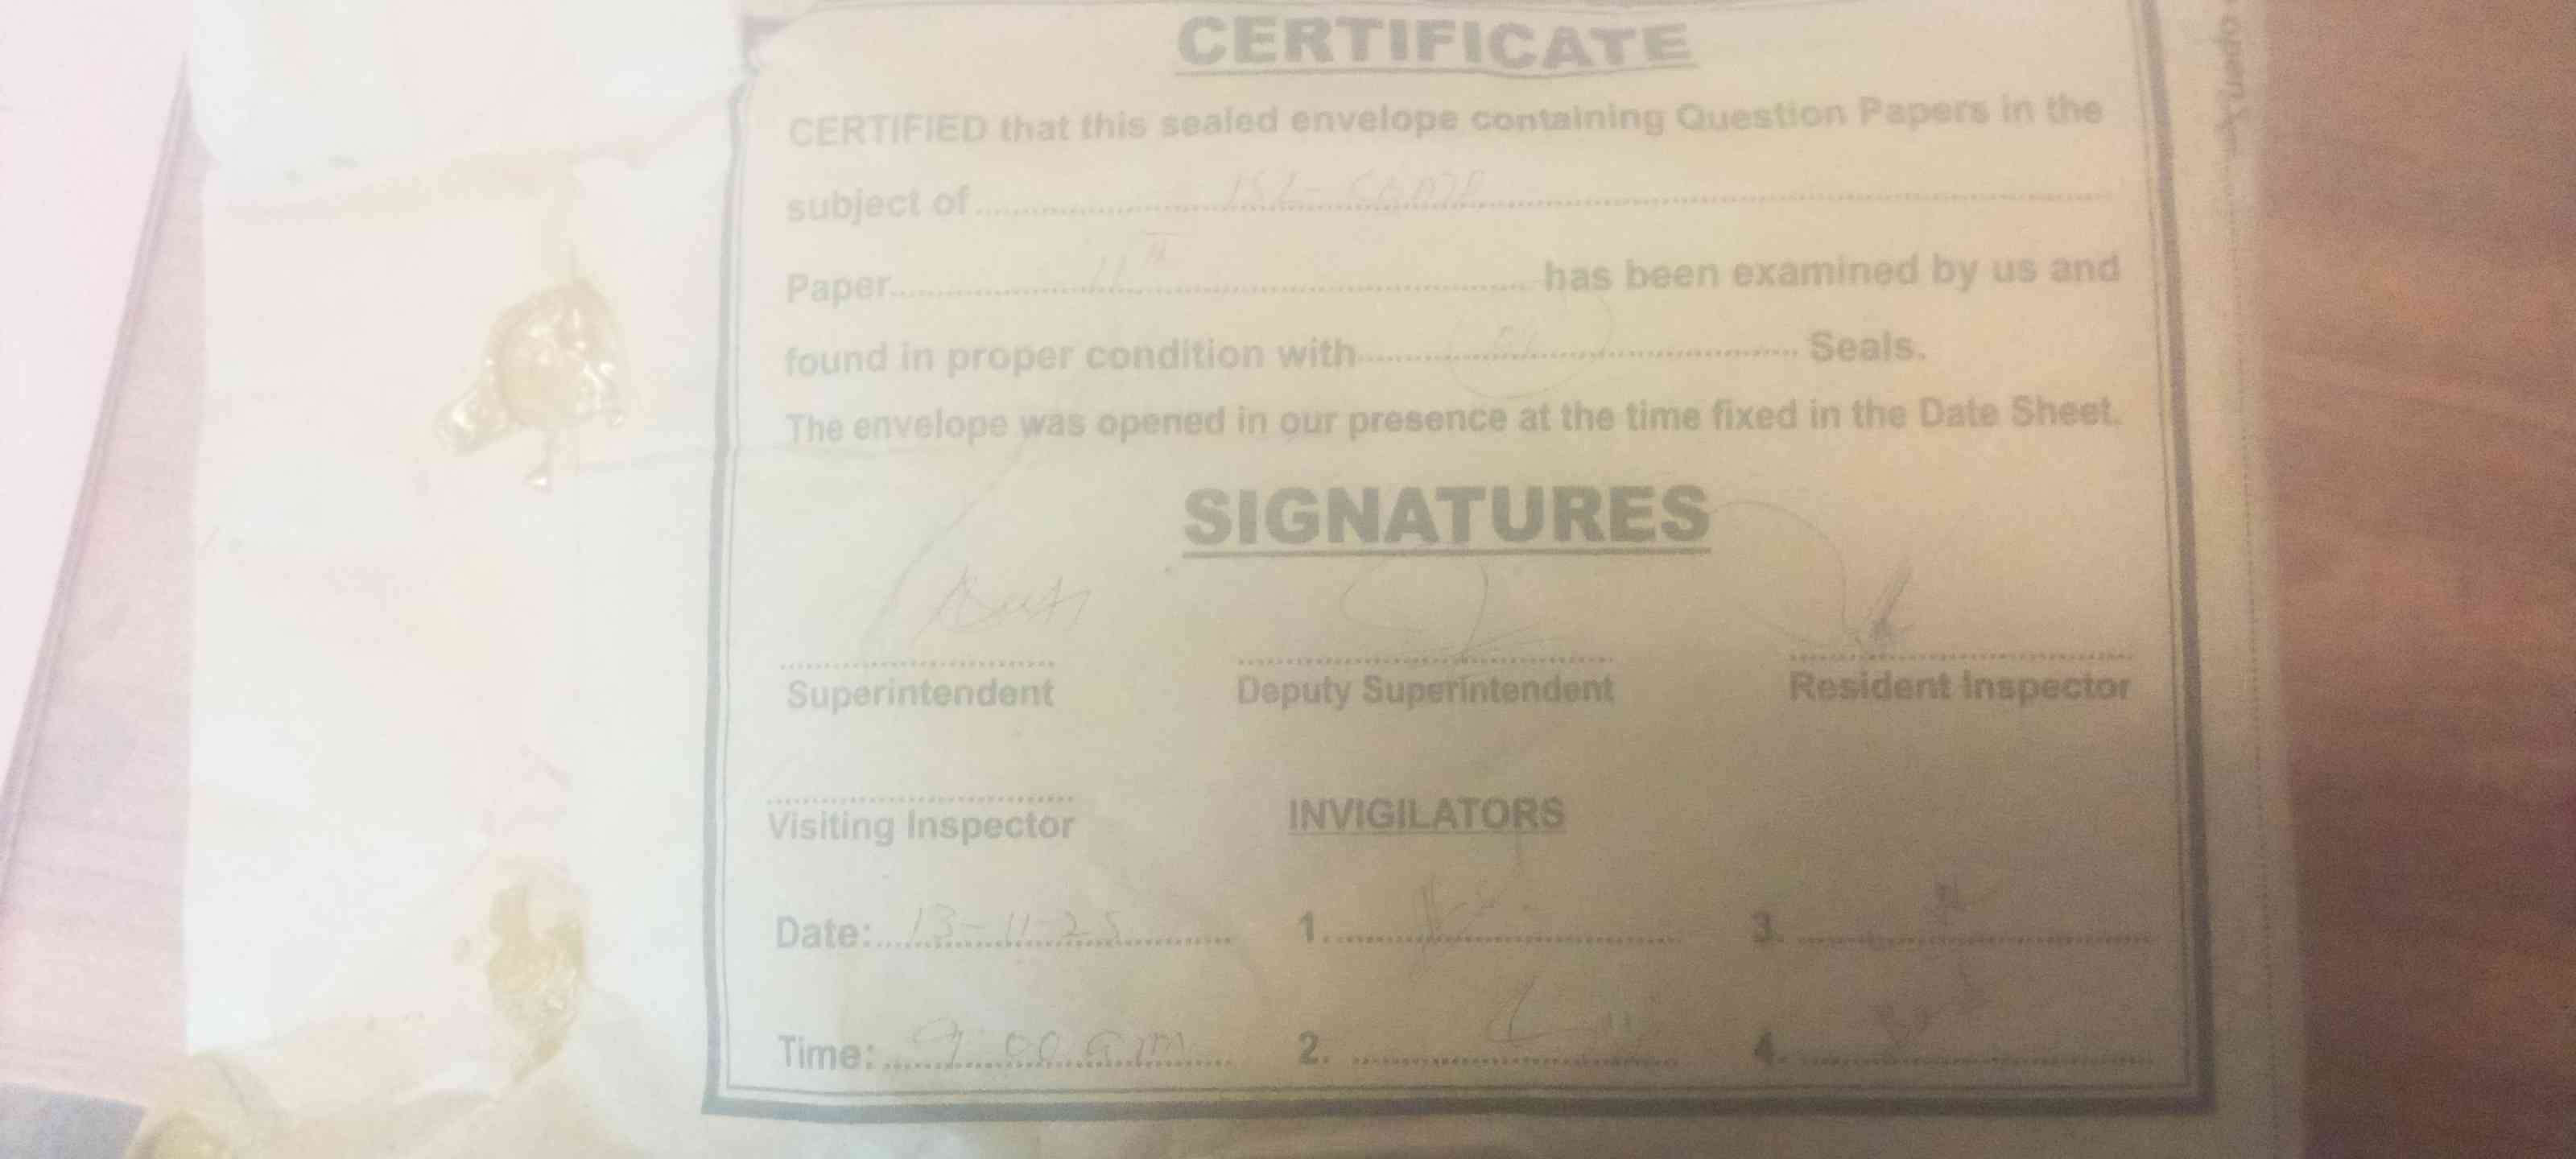 CERTIFICATE
CERTIFIED that this sealed envelope containing Question Papers in the
subject of
Paper 11th has been examined by us and
found in proper condition with Seals.
The envelope was opened in our presence at the time fixed in the Date Sheet.
SIGNATURES
Superintendent Deputy Superintendent Resident Inspector
Visiting Inspector INVIGILATORS
Date: 13-11-25 1. 3.
Time: 9:00 am 2. 4.